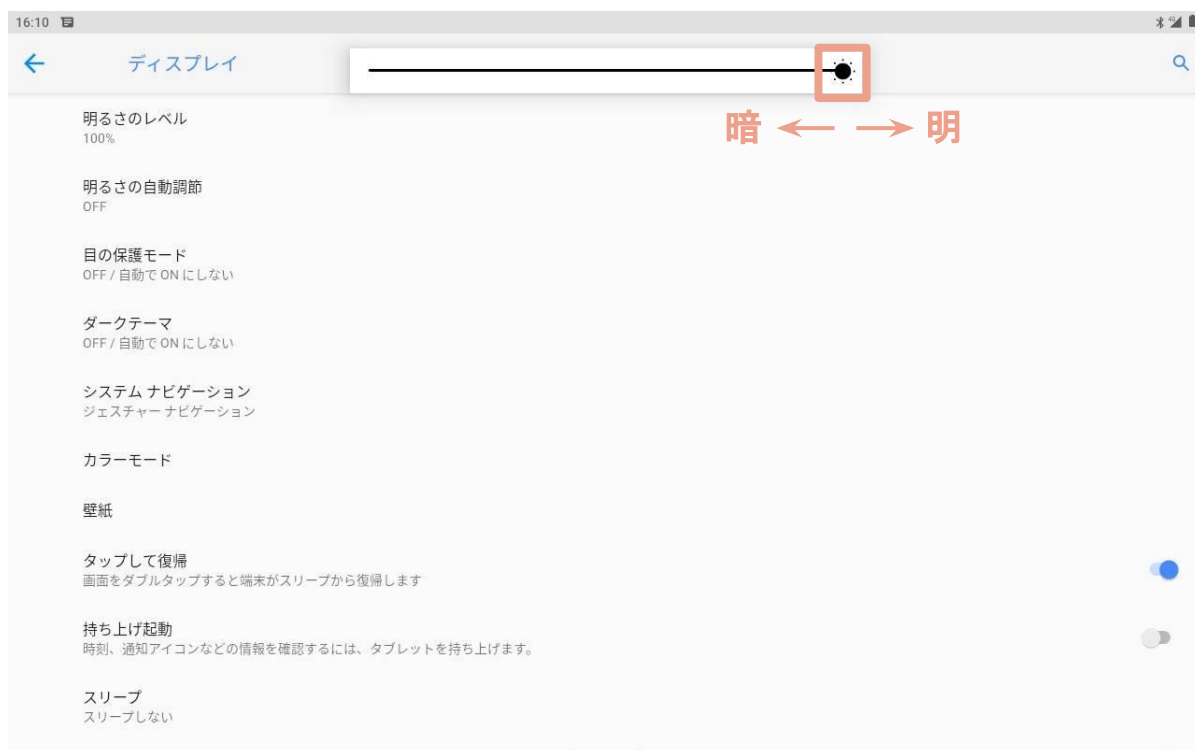 16:10
ディスプレイ
暗 ← → 明
明るさのレベル
100%
明るさの自動調節
OFF
目の保護モード
OFF / 自動で ON にしない
ダークテーマ
OFF / 自動で ON にしない
システム ナビゲーション
ジェスチャー ナビゲーション
カラーモード
壁紙
タップして復帰
画面をダブルタップすると端末がスリープから復帰します
持ち上げ起動
時刻、通知アイコンなどの情報を確認するには、タブレットを持ち上げます。
スリープ
スリープしない